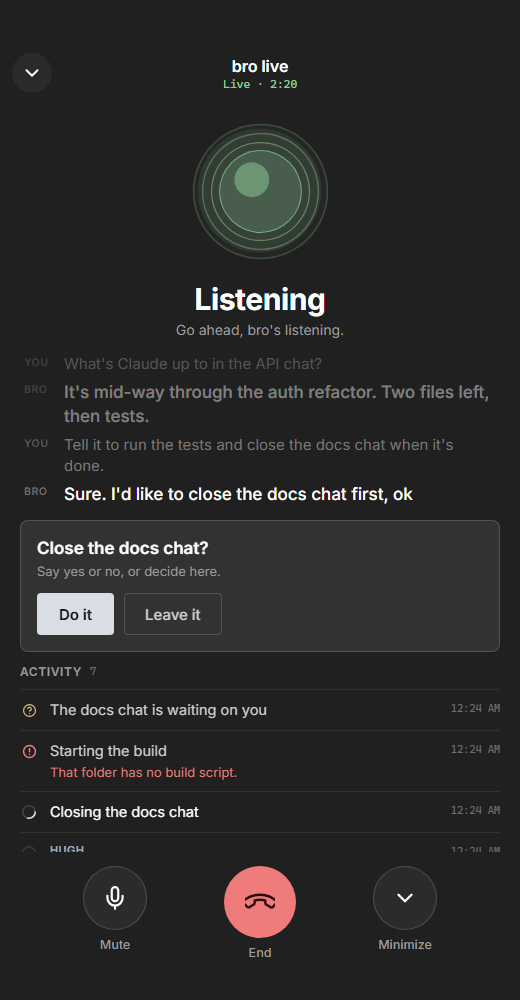 bro live
Live · 2:20
Listening
Go ahead, bro's listening.
YOU What's Claude up to in the API chat?
BRO It's mid-way through the auth refactor. Two files left,
then tests.
YOU Tell it to run the tests and close the docs chat when it's
done.
BRO Sure. I'd like to close the docs chat first, ok
Close the docs chat?
Say yes or no, or decide here.
Do it Leave it
ACTIVITY 7
The docs chat is waiting on you 12:24 AM
Starting the build 12:24 AM
That folder has no build script.
Closing the docs chat 12:24 AM
HUGH 12:24 AM
Mute End Minimize